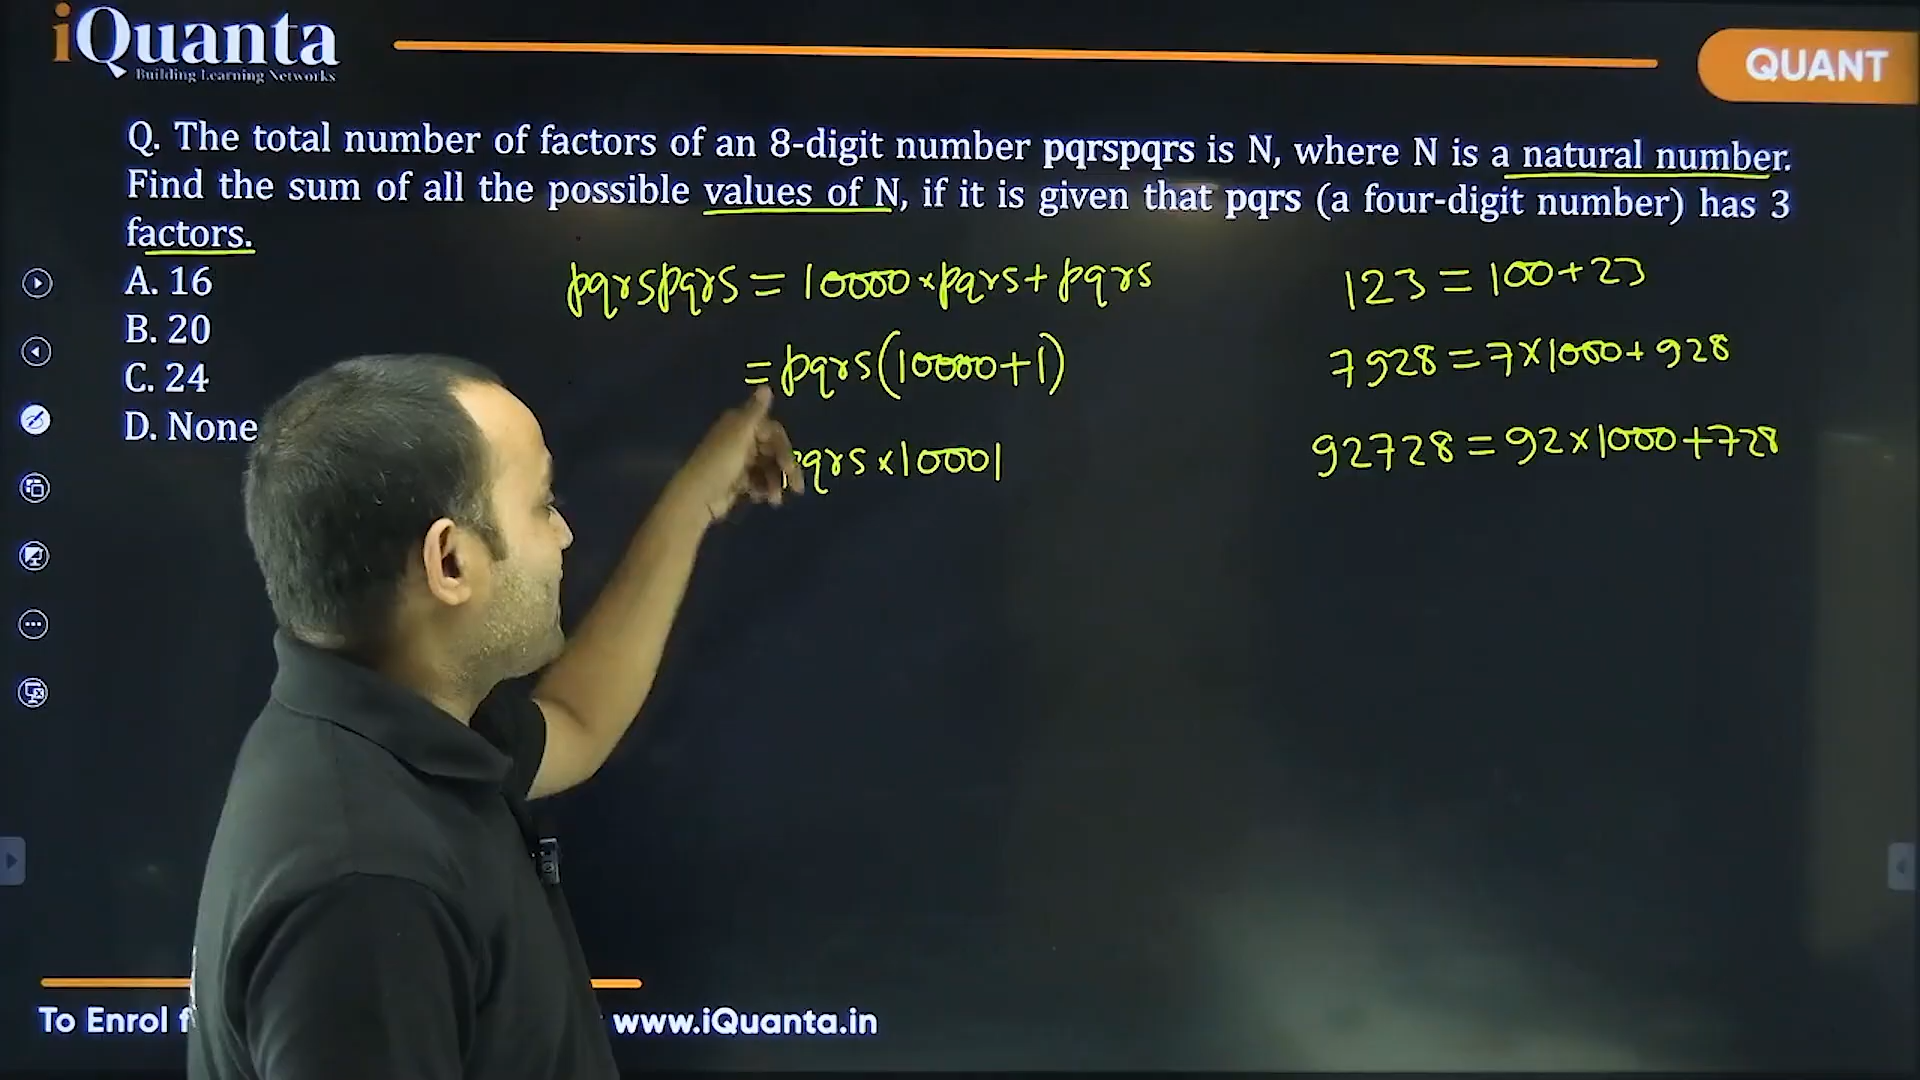 iQuanta
Building Learning Networks
QUANT
Q. The total number of factors of an 8-digit number pqrspqrs is N, where N is a natural number.
Find the sum of all the possible values of N, if it is given that pqrs (a four-digit number) has 3
factors.
A. 16
B. 20
C. 24
D. None
pqrspqrs = 10000×pqrs+pqrs
=pqrs(10000+1)
pqrs×10001
123=100+23
7928=7×1000+928
92728=92×1000+728
To Enrol f
www.iQuanta.in